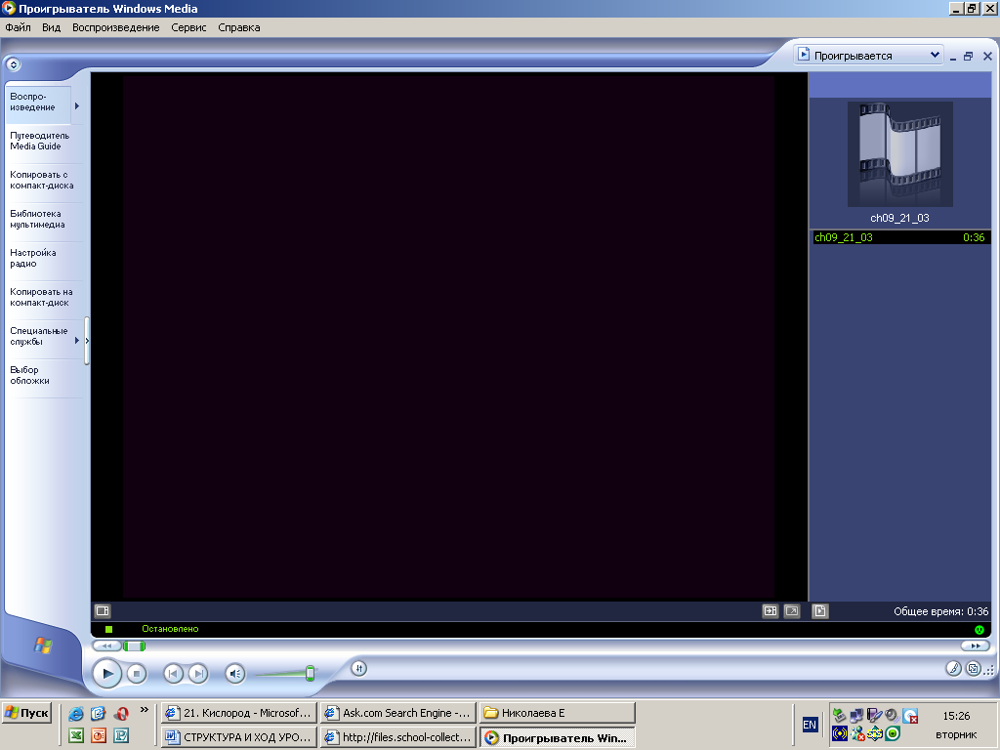 Проигрыватель Windows Media
Файл Вид Воспроизведение Сервис Справка
Проигрывается
Воспро-
изведение
Путеводитель
Media Guide
Копировать с
компакт-диска
Библиотека
мультимедиа
Настройка
радио
Копировать на
компакт-диск
Специальные
службы
Выбор
обложки
ch09_21_03
ch09_21_03 0:36
Общее время: 0:36
Остановлено
Пуск
»
21. Кислород - Microsof...
Ask.com Search Engine -...
Николаева Е
СТРУКТУРА И ХОД УРО...
http://files.school-collect...
Проигрыватель Win...
EN
15:26
вторник